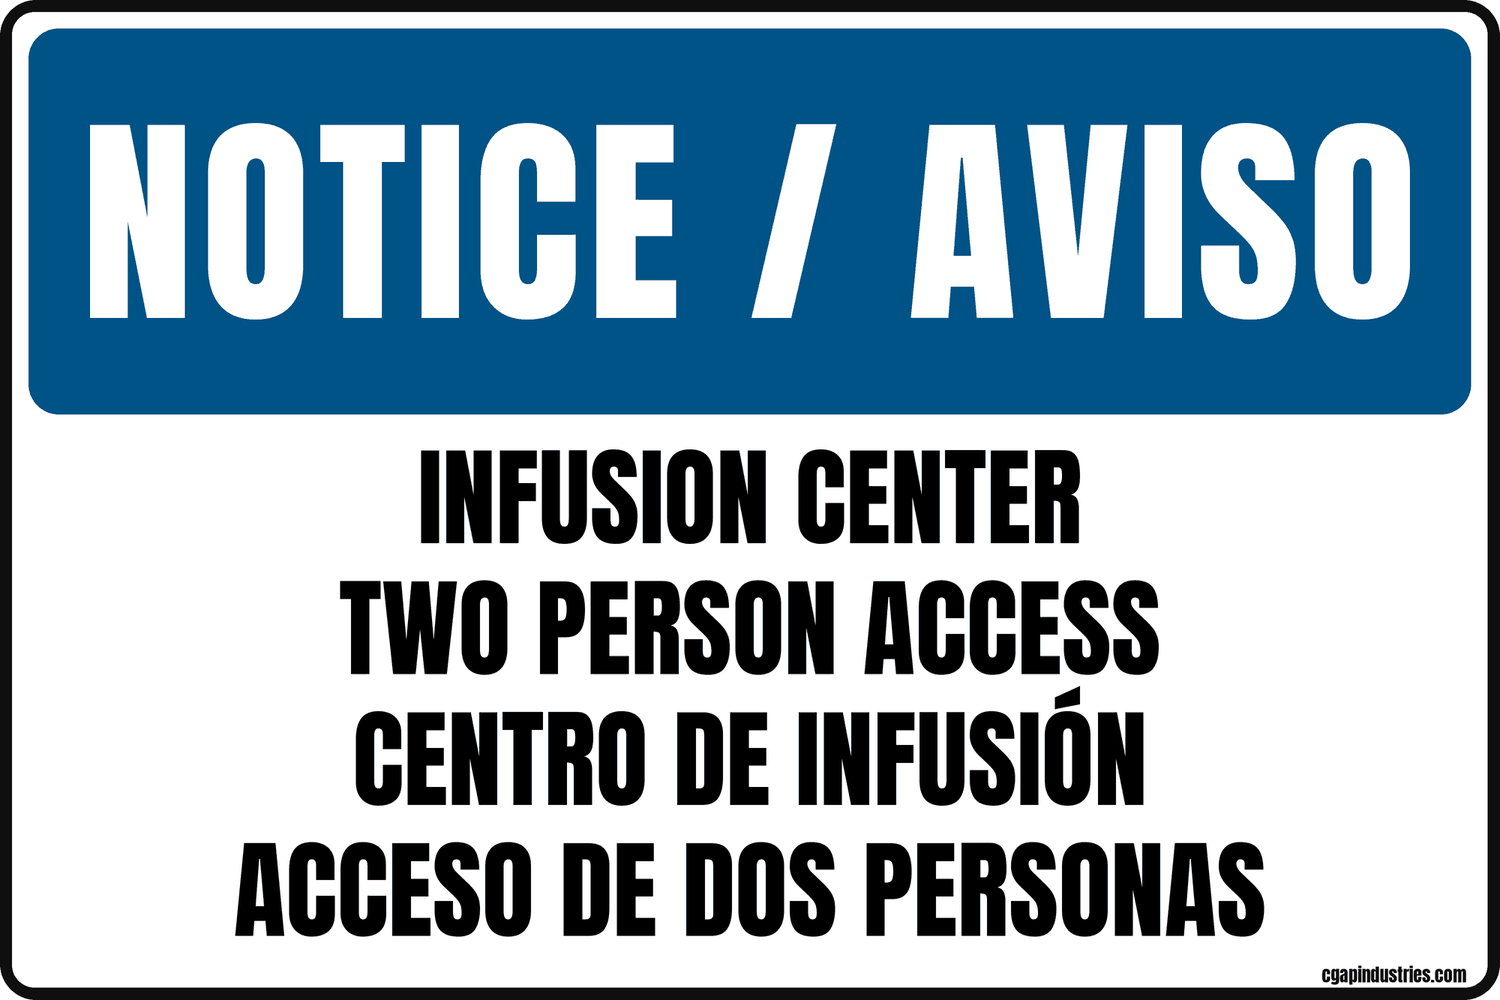 NOTICE / AVISO
INFUSION CENTER
TWO PERSON ACCESS
CENTRO DE INFUSIÓN
ACCESO DE DOS PERSONAS
cgapindustries.com